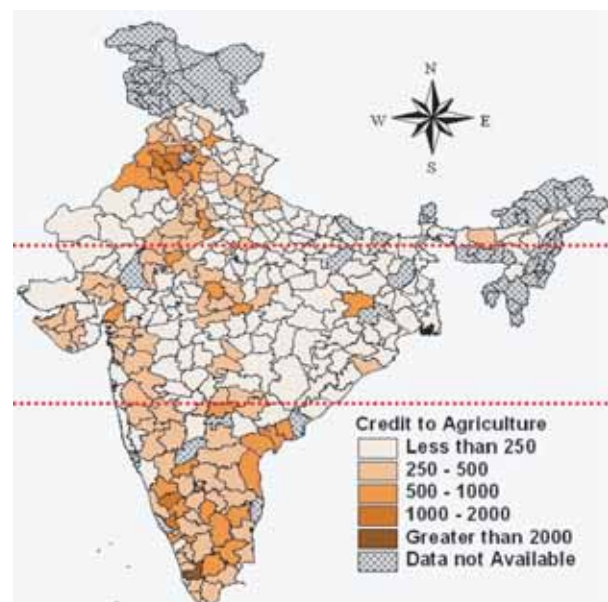 N
W E
S
Credit to Agriculture
Less than 250
250 - 500
500 - 1000
1000 - 2000
Greater than 2000
Data not Available